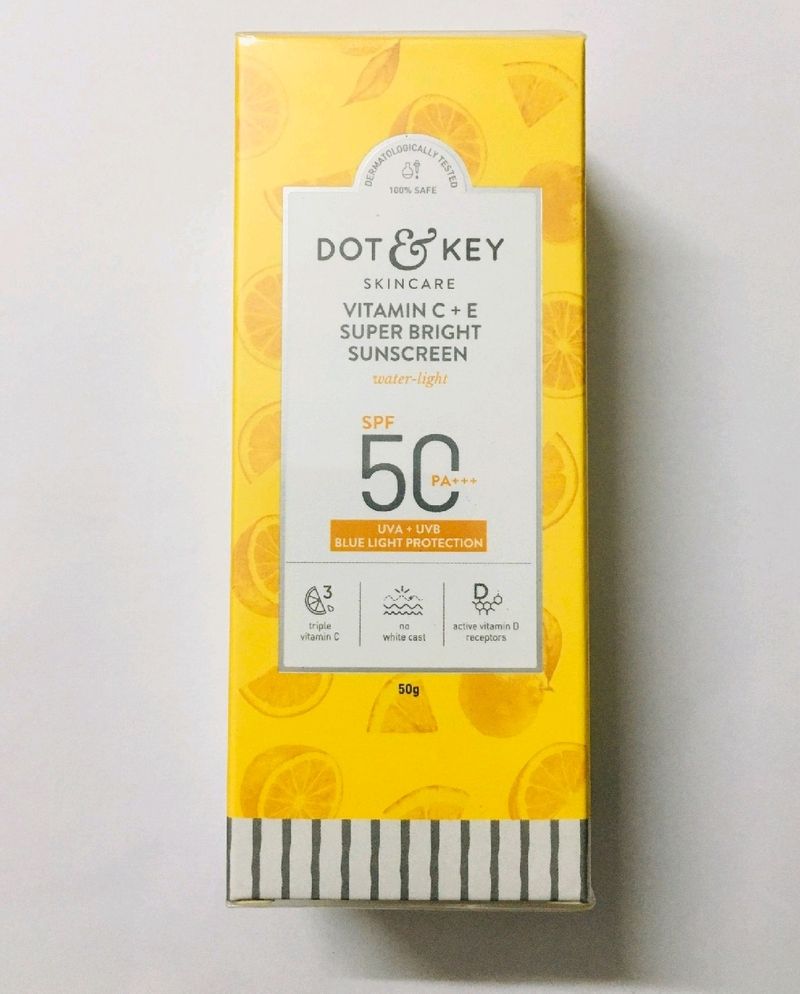 DERMATOLOGICALLY TESTED
100% SAFE
DOT & KEY
SKINCARE
VITAMIN C + E
SUPER BRIGHT
SUNSCREEN
water-light
SPF
50
PA+++
UVA + UVB
BLUE LIGHT PROTECTION
3
triple
vitamin C
no
white cast
D
active vitamin D
receptors
50g